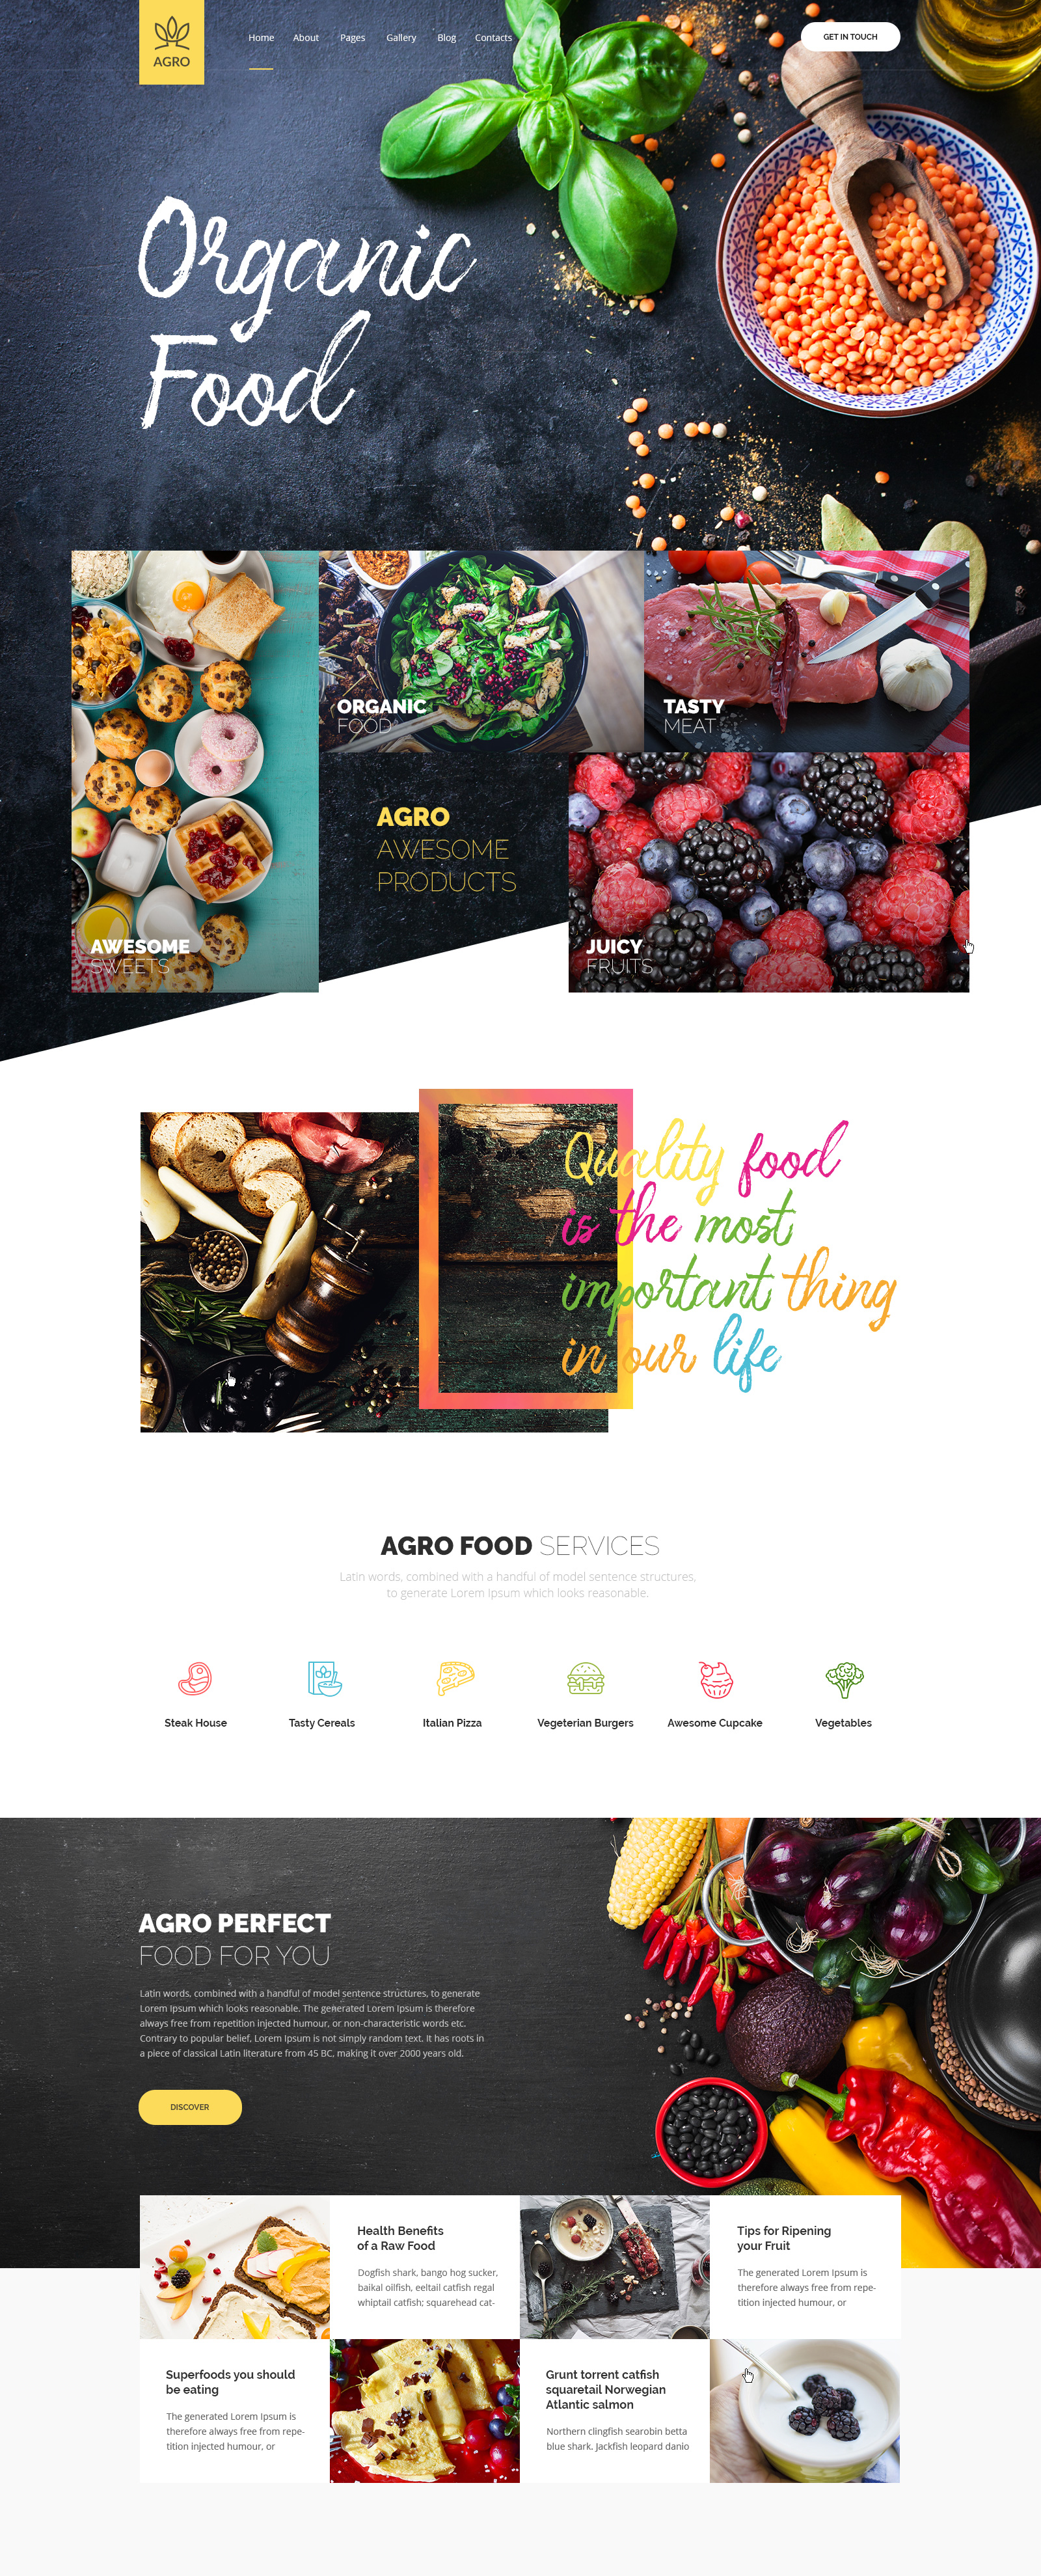 AGRO
Home About Pages Gallery Blog Contacts
GET IN TOUCH
Organic
Food
ORGANIC
FOOD
TASTY
MEAT
AGRO
AWESOME
PRODUCTS
AWESOME
SWEETS
JUICY
FRUITS
Quality food
is the most
important thing
in our life
AGRO FOOD SERVICES
Latin words, combined with a handful of model sentence structures,
to generate Lorem Ipsum which looks reasonable.
Steak House
Tasty Cereals
Italian Pizza
Vegeterian Burgers
Awesome Cupcake
Vegetables
AGRO PERFECT
FOOD FOR YOU
Latin words, combined with a handful of model sentence structures, to generate
Lorem Ipsum which looks reasonable. The generated Lorem Ipsum is therefore
always free from repetition injected humour, or non-characteristic words etc.
Contrary to popular belief, Lorem Ipsum is not simply random text. It has roots in
a piece of classical Latin literature from 45 BC, making it over 2000 years old.
DISCOVER
Health Benefits
of a Raw Food
Dogfish shark, bango hog sucker,
baikal oilfish, eeltail catfish regal
whiptail catfish; squarehead cat-
Tips for Ripening
your Fruit
The generated Lorem Ipsum is
therefore always free from repe-
tition injected humour, or
Superfoods you should
be eating
The generated Lorem Ipsum is
therefore always free from repe-
tition injected humour, or
Grunt torrent catfish
squaretail Norwegian
Atlantic salmon
Northern clingfish searobin betta
blue shark. Jackfish leopard danio